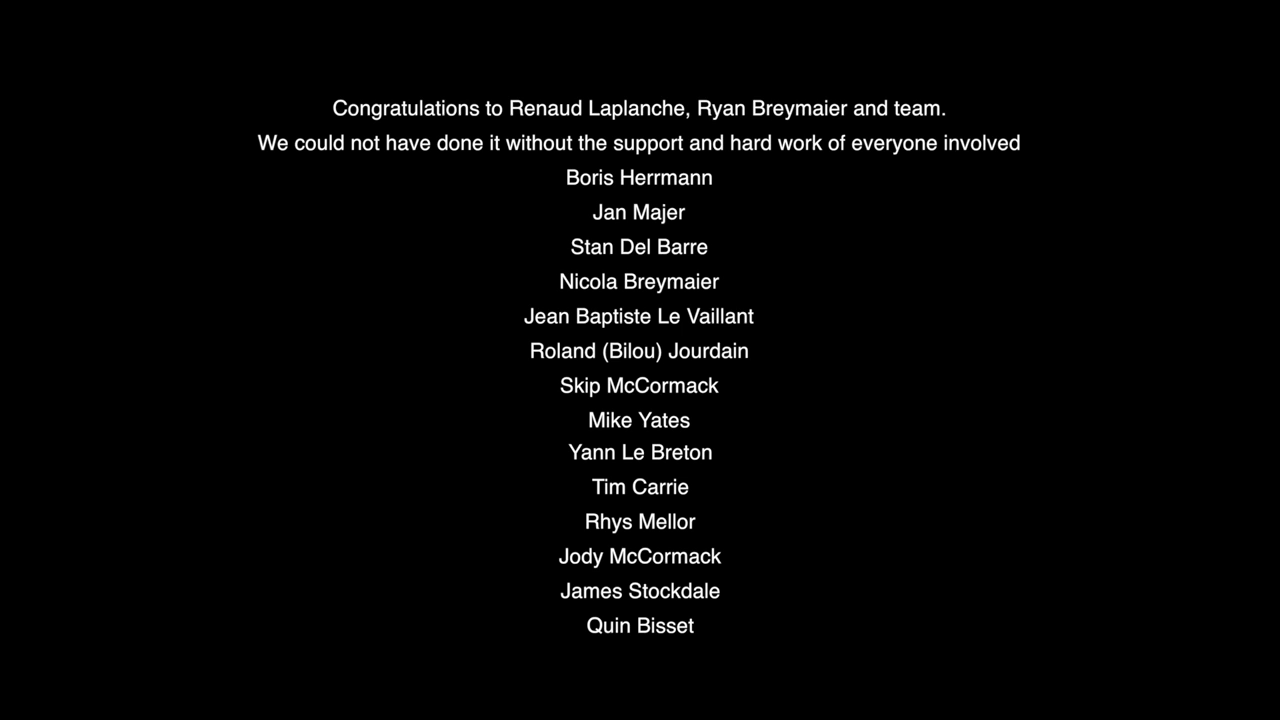 Congratulations to Renaud Laplanche, Ryan Breymaier and team.
We could not have done it without the support and hard work of everyone involved
Boris Herrmann
Jan Majer
Stan Del Barre
Nicola Breymaier
Jean Baptiste Le Vaillant
Roland (Bilou) Jourdain
Skip McCormack
Mike Yates
Yann Le Breton
Tim Carrie
Rhys Mellor
Jody McCormack
James Stockdale
Quin Bisset